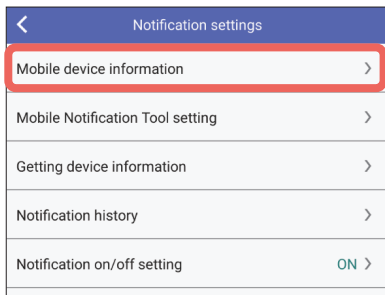 Notification settings
Mobile device information
Mobile Notification Tool setting
Getting device information
Notification history
Notification on/off setting ON